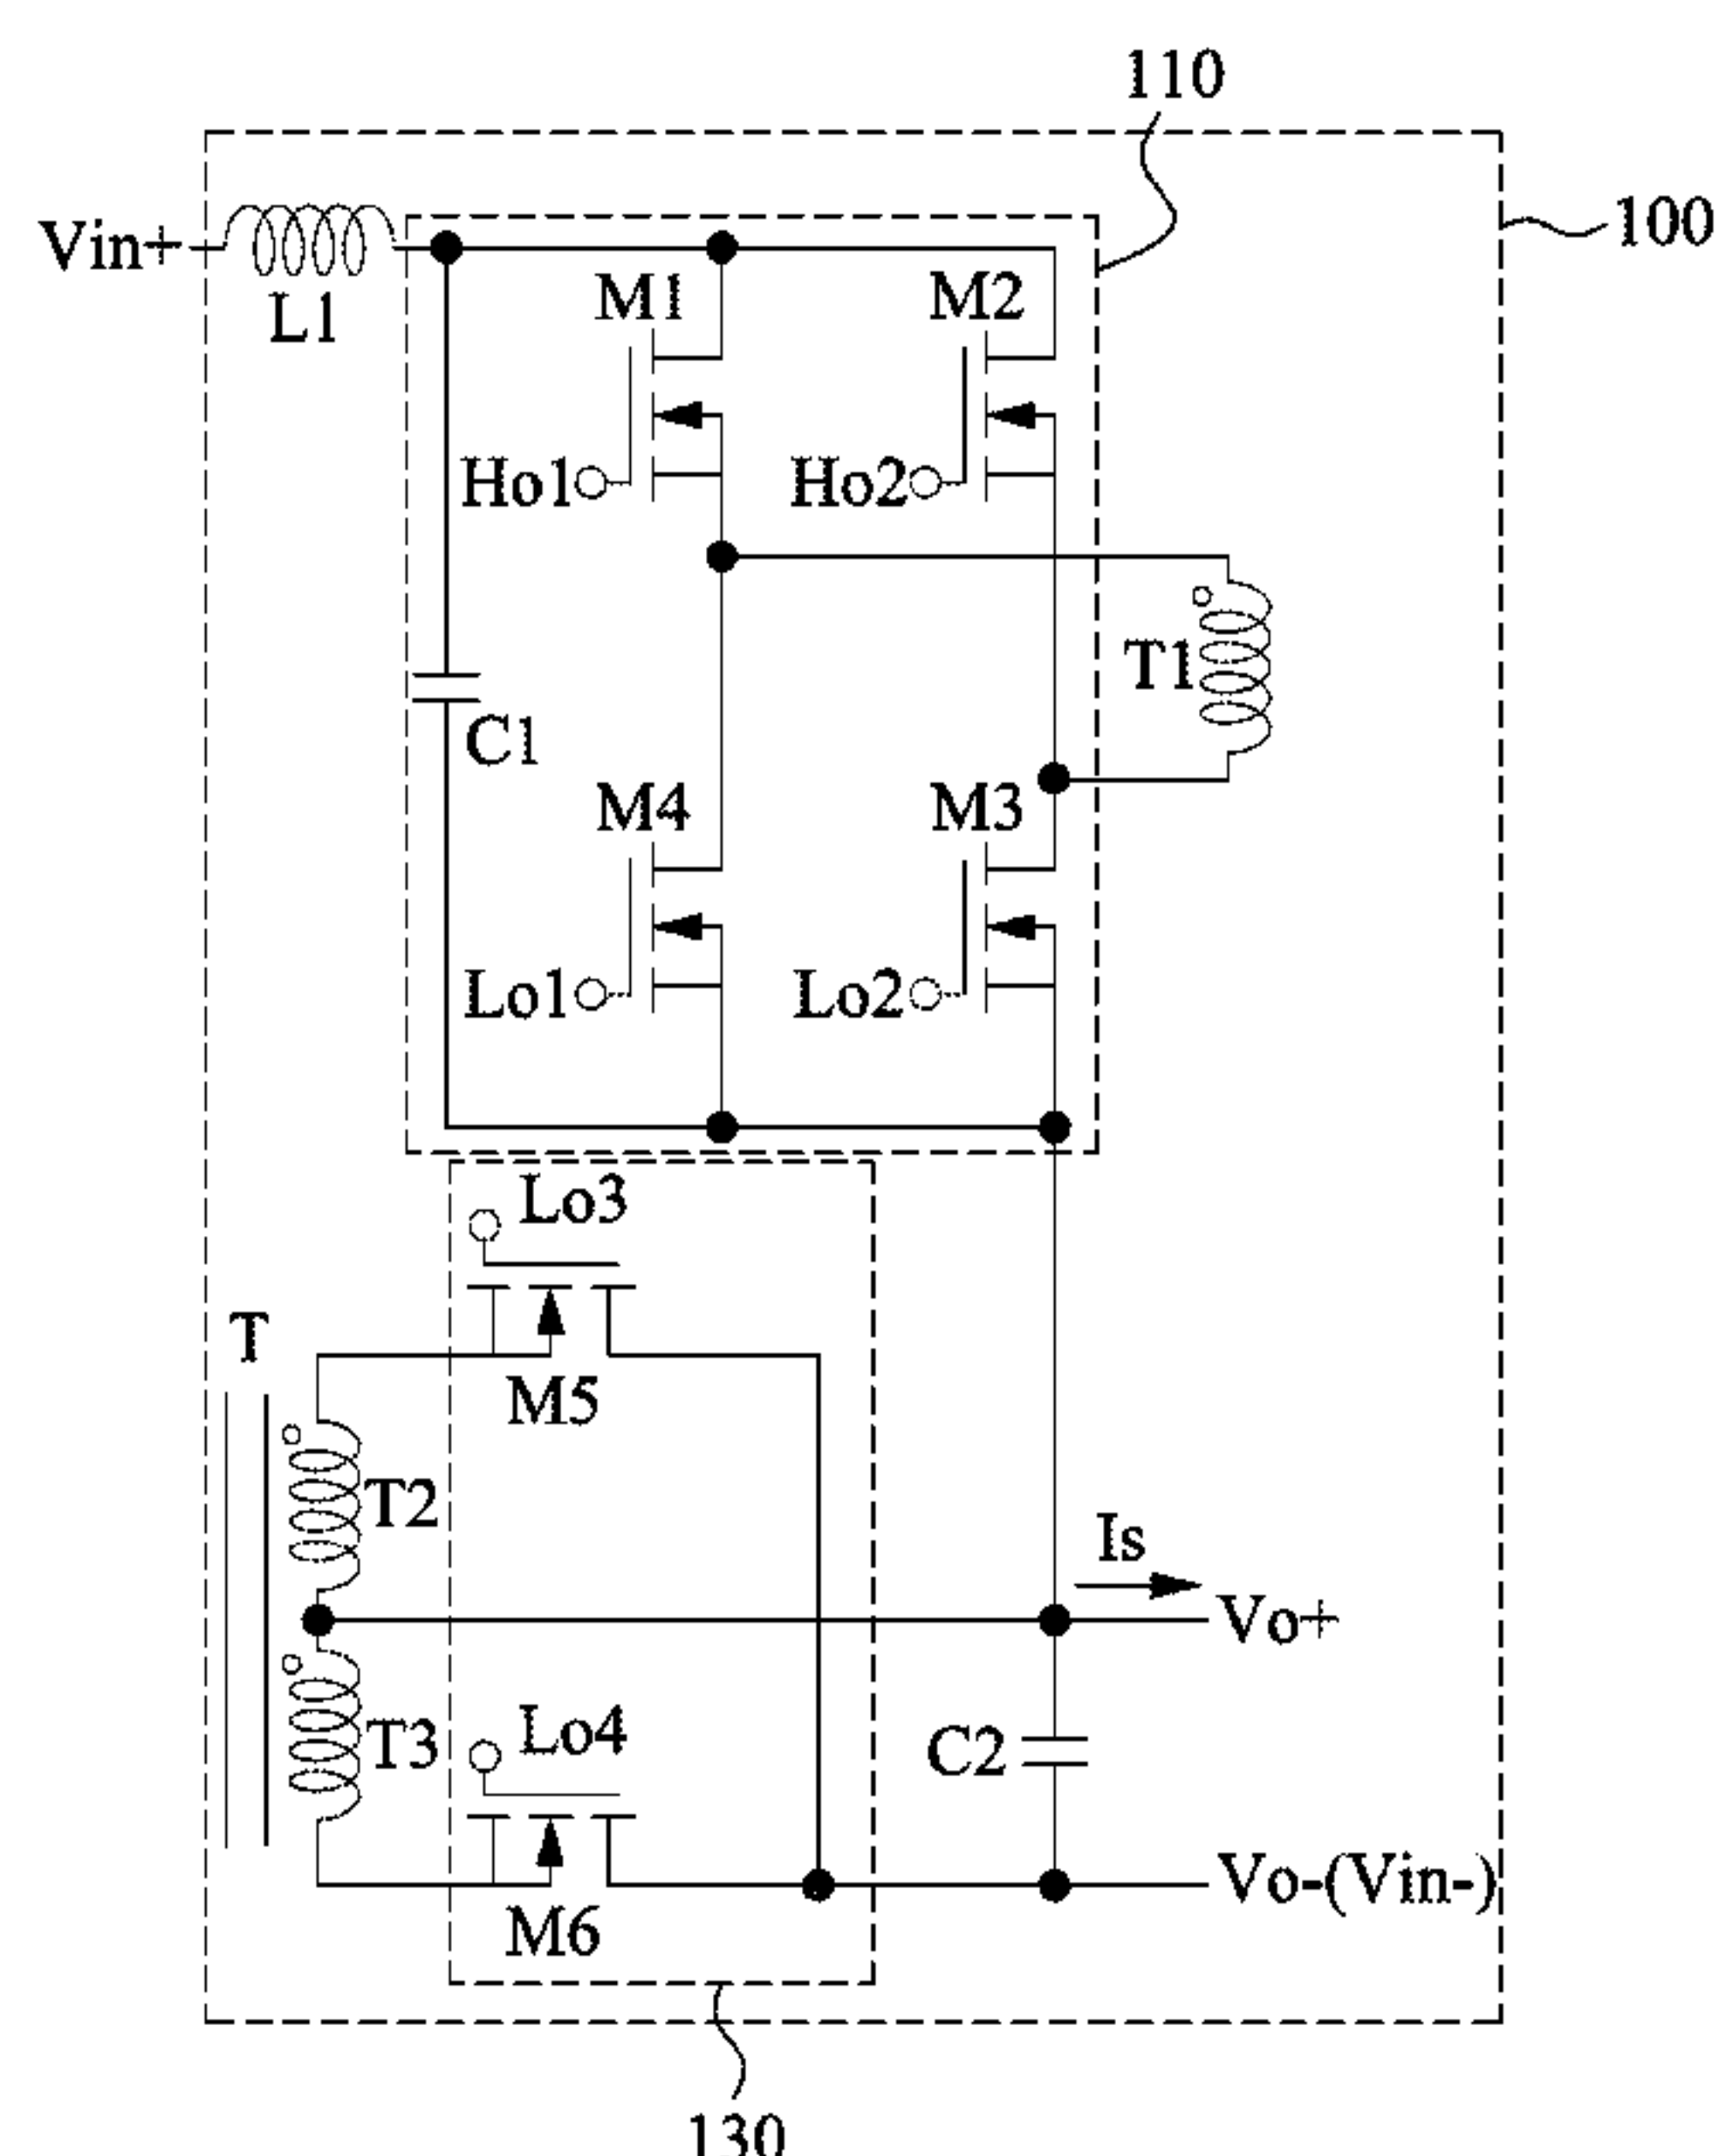 110
100
Vin+
L1
M1
M2
Ho1
Ho2
T1
C1
M4
M3
Lo1
Lo2
Lo3
T
M5
T2
Is
Vo+
T3
Lo4
C2
Vo-(Vin-)
M6
130